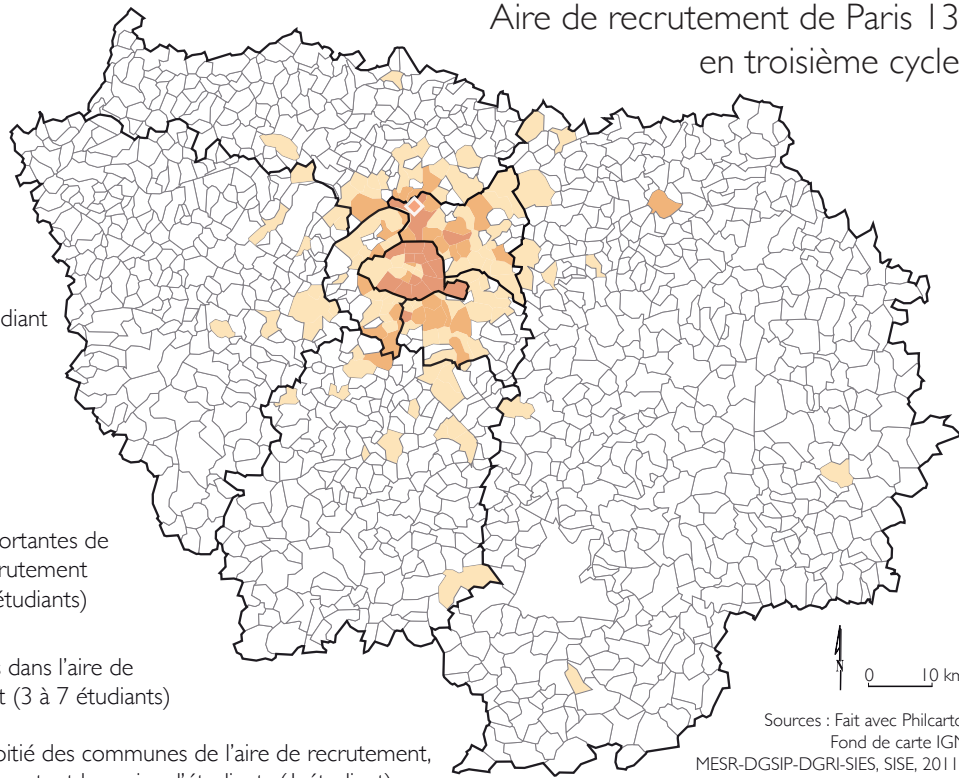 Aire de recrutement de Paris 13
en troisième cycle
diant
ortantes de
rutement
étudiants)
s dans l'aire de
t (3 à 7 étudiants)
oitié des communes de l'aire de recrutement,
N
0 10 km
Sources : Fait avec Philcarto
Fond de carte IGN
MESR-DGSIP-DGRI-SIES, SISE, 2011